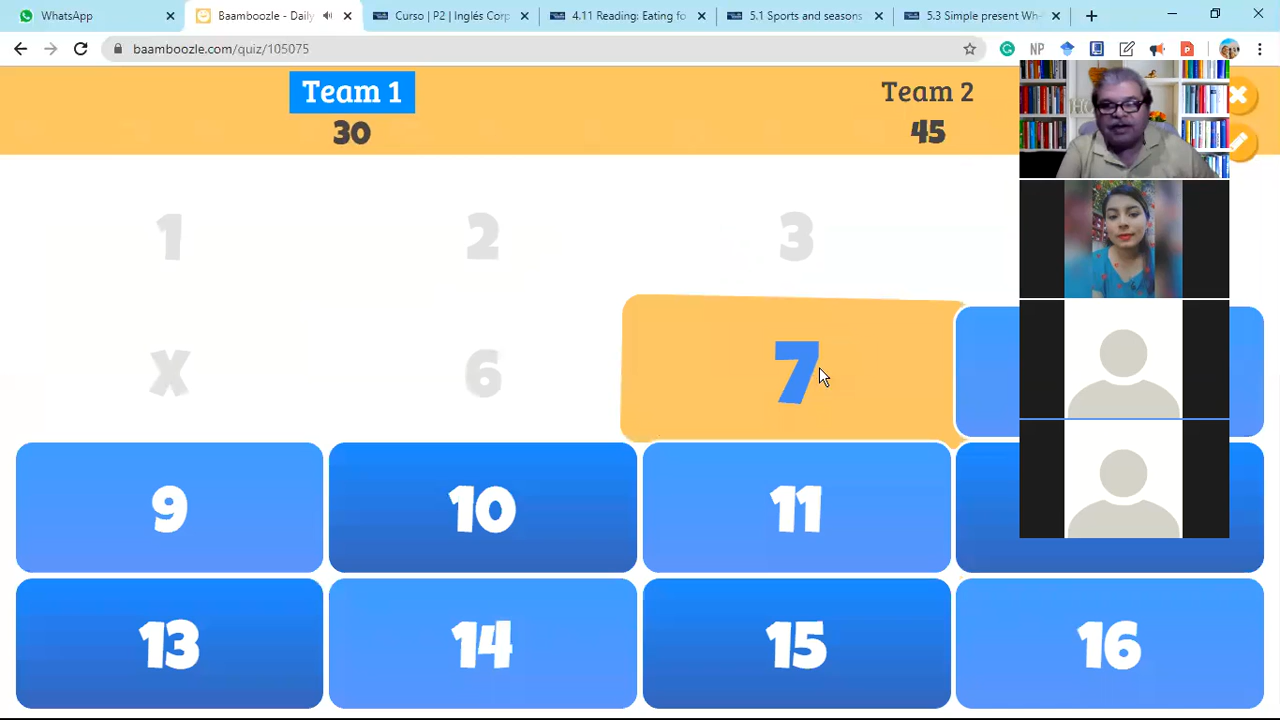 WhatsApp
Baamboozle - Daily
Curso | P2 | Inglés Corp
4.11 Reading: Eating fo
5.1 Sports and seasons
5.3 Simple present Wh-
baamboozle.com/quiz/105075
NP
Team 1
Team 2
30
45
1
2
3
X
6
7
9
10
11
13
14
15
16